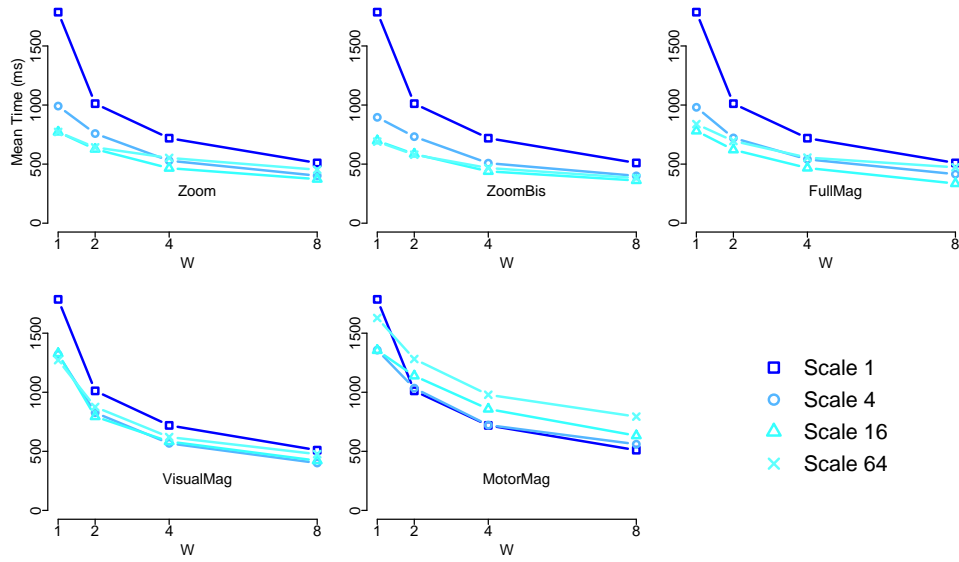 Mean Time (ms)
1500
1000
500
0
Zoom
1 2 4 8
W
1500
1000
500
0
ZoomBis
1 2 4 8
W
1500
1000
500
0
FullMag
1 2 4 8
W
1500
1000
500
0
VisualMag
1 2 4 8
W
1500
1000
500
0
MotorMag
1 2 4 8
W
Scale 1
Scale 4
Scale 16
Scale 64